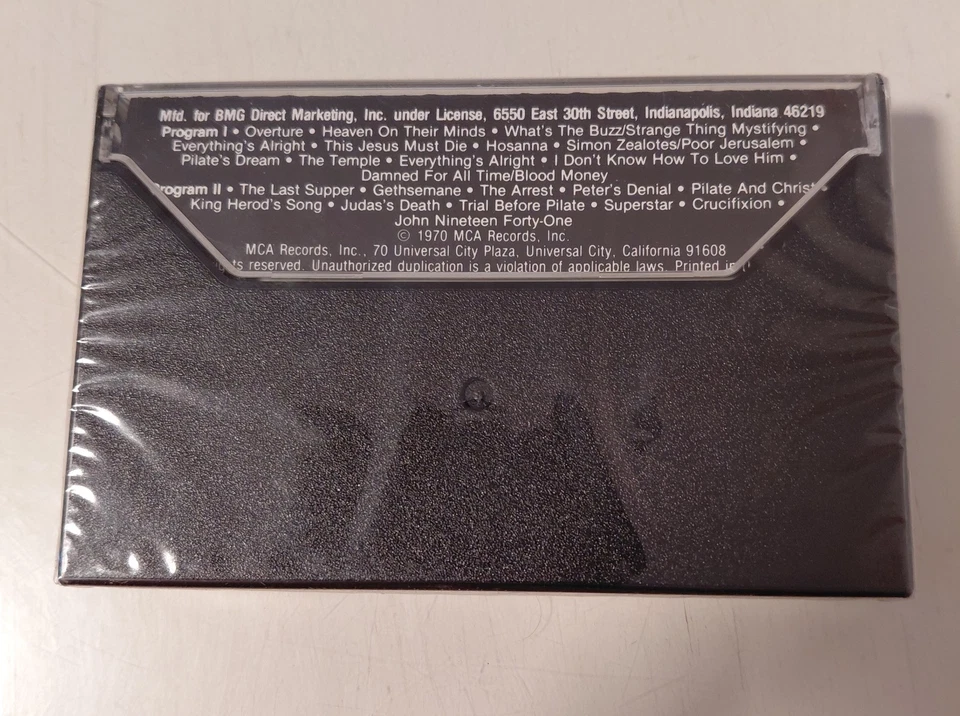 Mfd. for BMG Direct Marketing, Inc. under License, 6550 East 30th Street, Indianapolis, Indiana 46219
Program I • Overture • Heaven On Their Minds • What's The Buzz/Strange Thing Mystifying •
Everything's Alright • This Jesus Must Die • Hosanna • Simon Zealotes/Poor Jerusalem •
Pilate's Dream • The Temple • Everything's Alright • I Don't Know How To Love Him •
Damned For All Time/Blood Money
Program II • The Last Supper • Gethsemane • The Arrest • Peter's Denial • Pilate And Christ •
King Herod's Song • Judas's Death • Trial Before Pilate • Superstar • Crucifixion •
John Nineteen Forty-One
© 1970 MCA Records, Inc.
MCA Records, Inc., 70 Universal City Plaza, Universal City, California 91608
reserved. Unauthorized duplication is a violation of applicable laws. Printed in